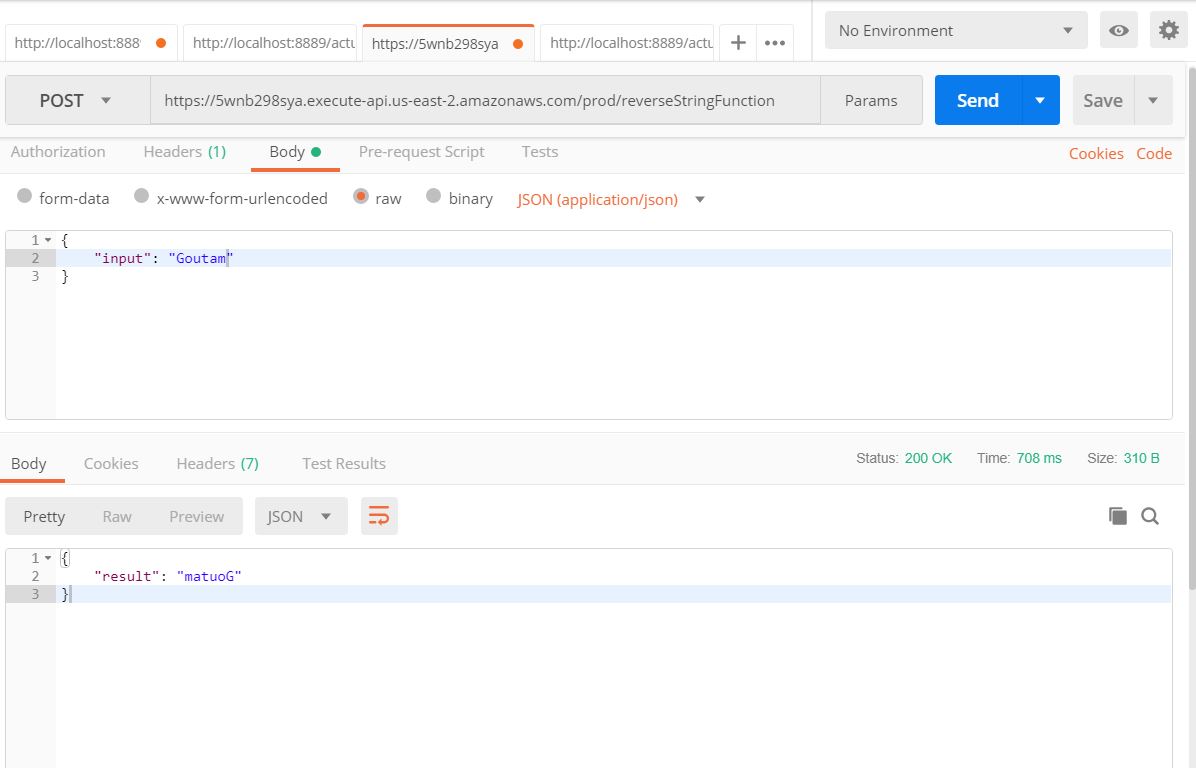 http://localhost:888 http://localhost:8889/actu https://5wnb298sya http://localhost:8889/actu + ••• No Environment
POST https://5wnb298sya.execute-api.us-east-2.amazonaws.com/prod/reverseStringFunction Params Send Save
Authorization Headers (1) Body Pre-request Script Tests Cookies Code
form-data x-www-form-urlencoded raw binary JSON (application/json)
1 {
2 "input": "Goutam"
3 }
Body Cookies Headers (7) Test Results Status: 200 OK Time: 708 ms Size: 310 B
Pretty Raw Preview JSON
1 {
2 "result": "matuoG"
3 }